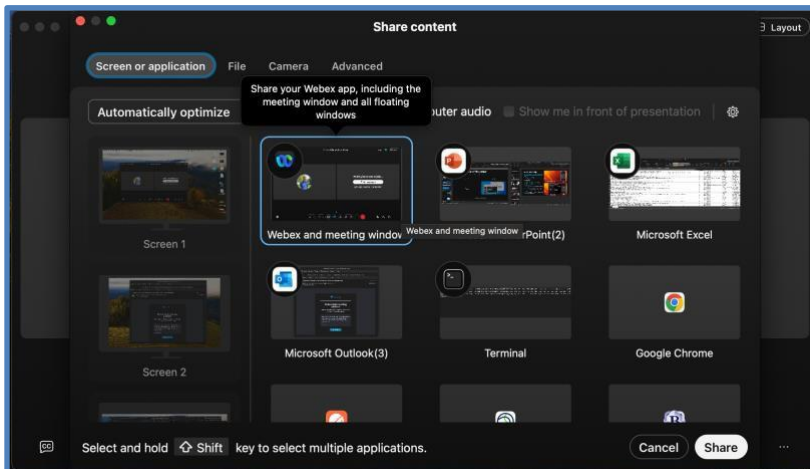 Share content
Layout
Screen or application File Camera Advanced
Share your Webex app, including the
meeting window and all floating
windows
Automatically optimize
audio Show me in front of presentation
Screen 1
Screen 2
Webex and meeting window
Webex and meeting window
Microsoft Excel
Microsoft Outlook(3)
Terminal
Google Chrome
CC
Select and hold Shift key to select multiple applications.
Cancel Share